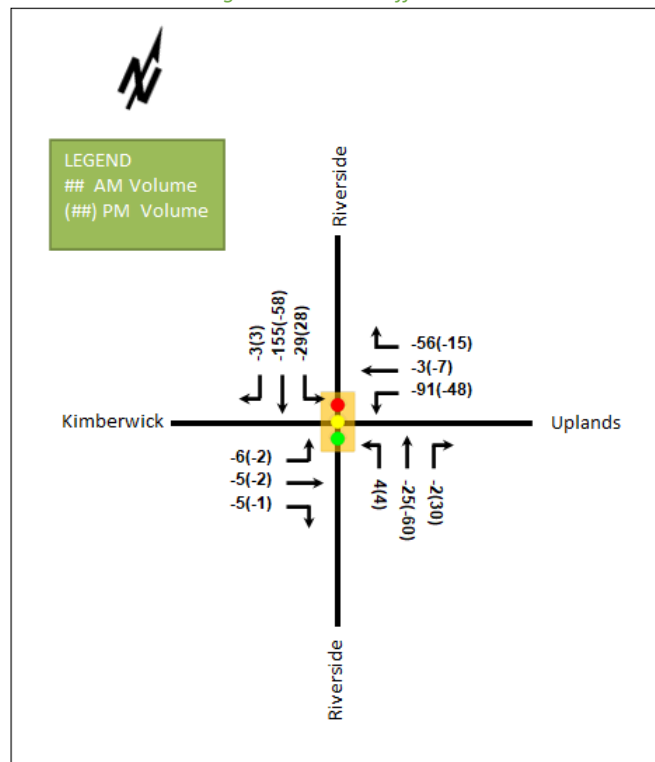 N
LEGEND
## AM Volume
(##) PM Volume
Riverside
-3(3)
-155(-58)
-29(28)
-56(-15)
-3(-7)
-91(-48)
Kimberwick
Uplands
-6(-2)
-5(-2)
-5(-1)
4(4)
-25(-60)
-2(30)
Riverside